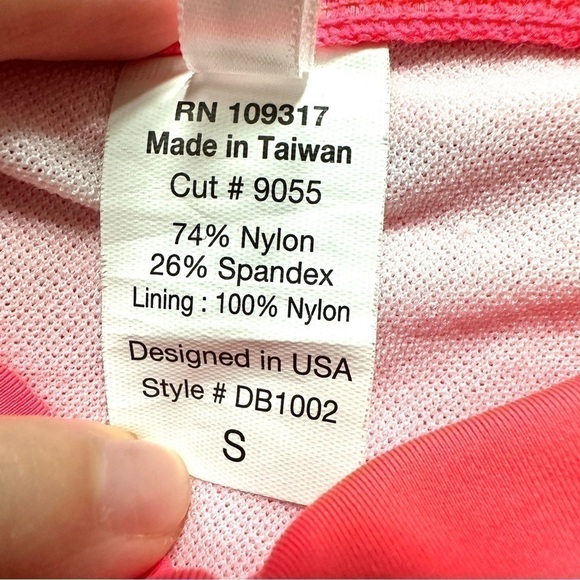 RN 109317
Made in Taiwan
Cut # 9055
74% Nylon
26% Spandex
Lining : 100% Nylon
Designed in USA
Style # DB1002
S